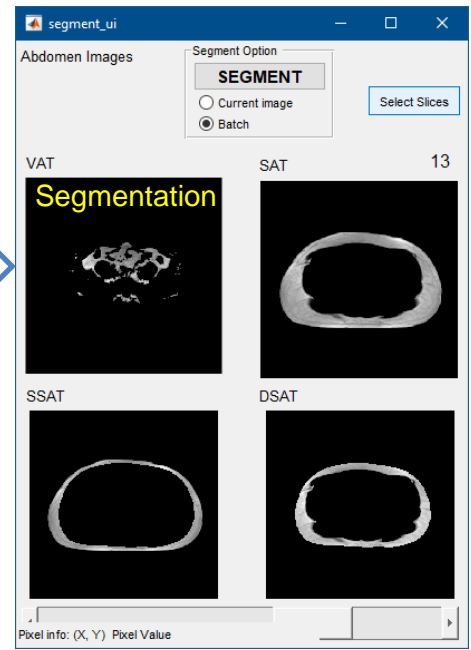 segment_ui
Abdomen Images
Segment Option
SEGMENT
Current image
Batch
Select Slices
VAT
SAT
13
Segmentation
SSAT
DSAT
Pixel info: (X, Y) Pixel Value